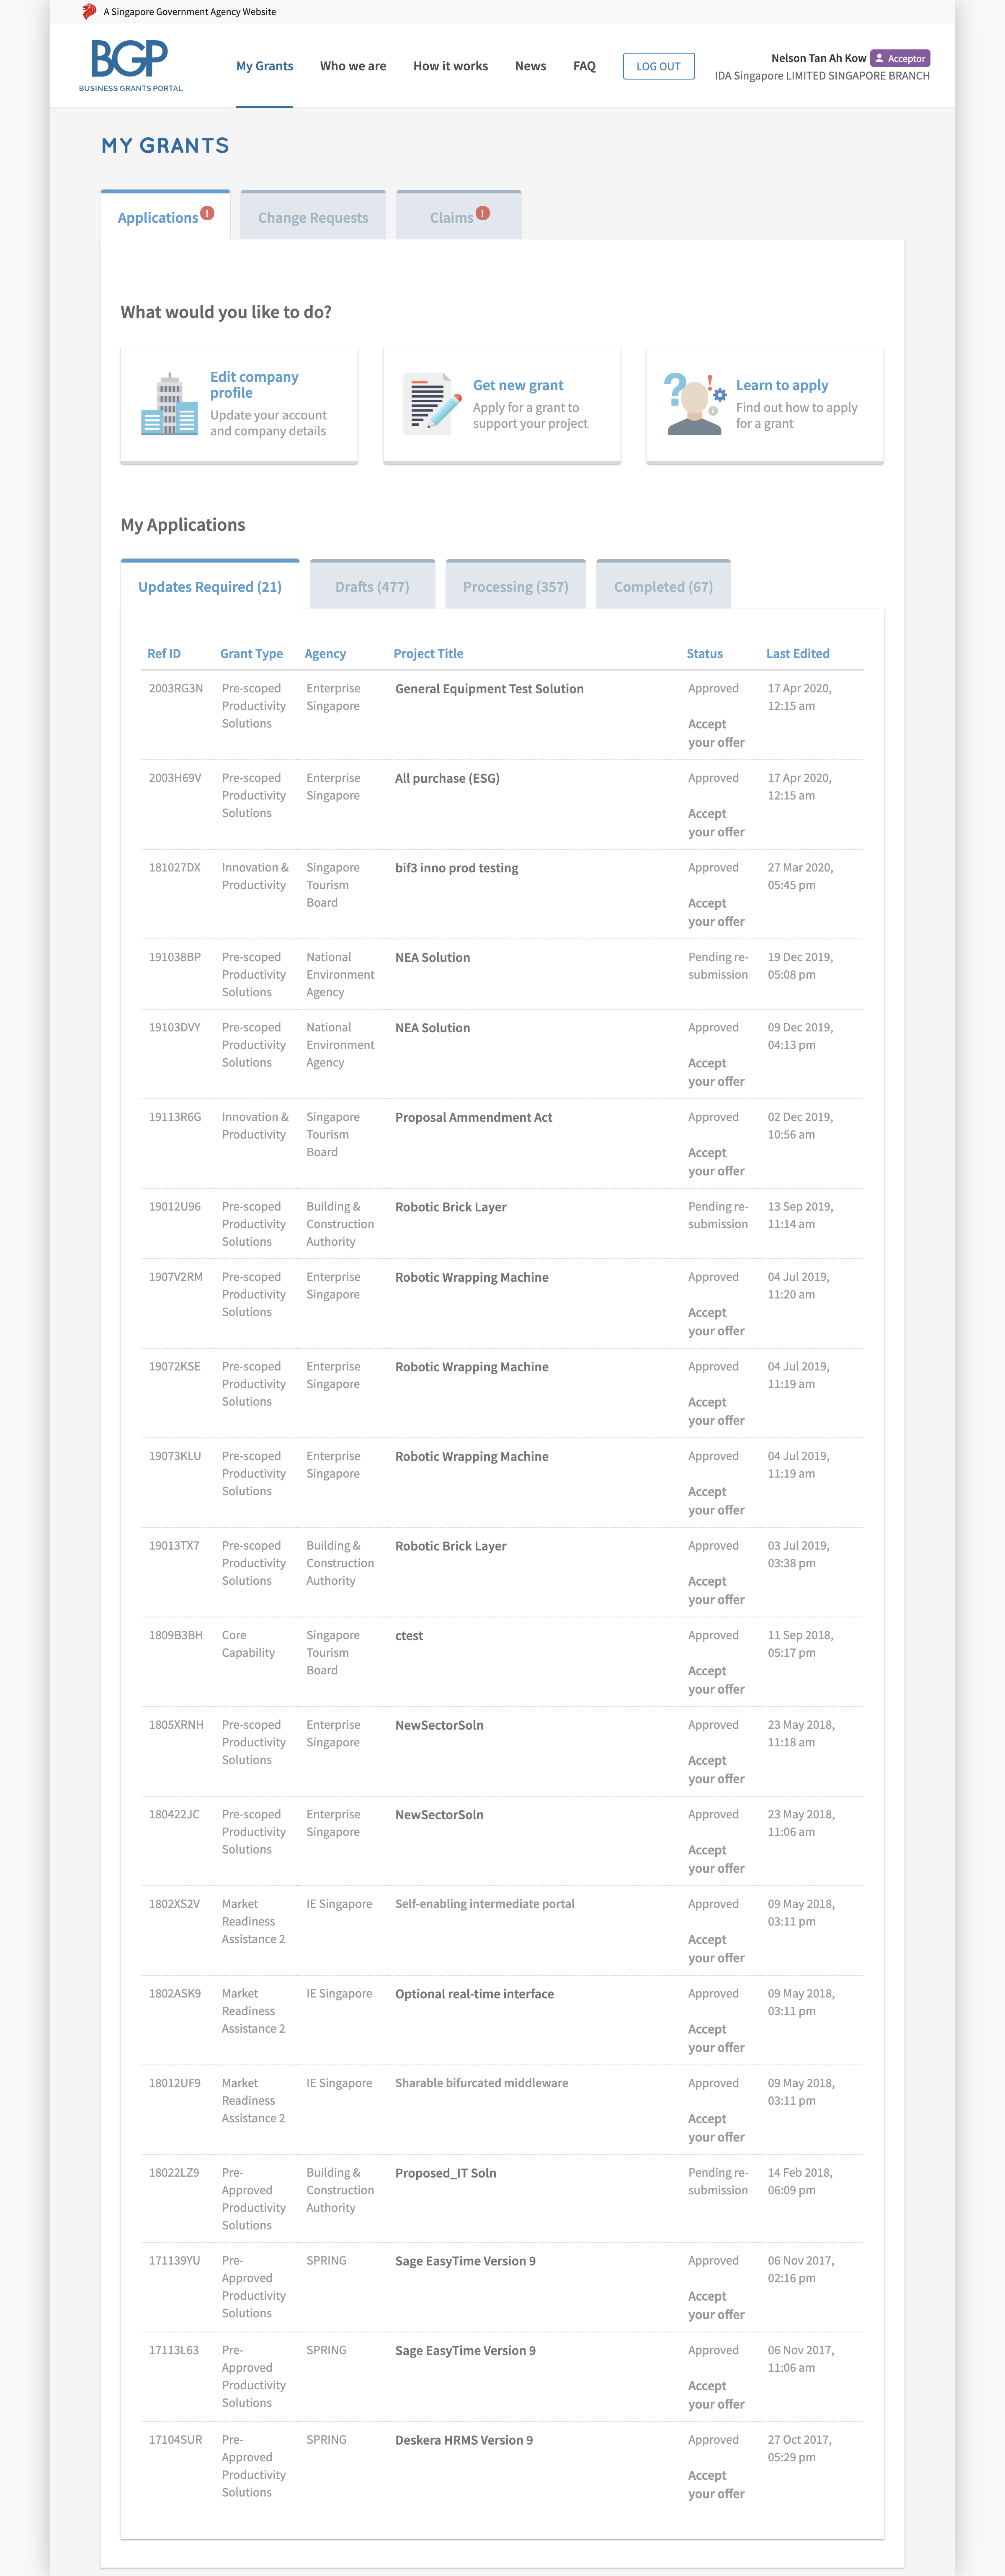 A Singapore Government Agency Website
BGP
BUSINESS GRANTS PORTAL
My Grants Who we are How it works News FAQ LOG OUT
Nelson Tan Ah Kow Acceptor
IDA Singapore LIMITED SINGAPORE BRANCH
MY GRANTS
Applications ! Change Requests Claims !
What would you like to do?
Edit company
profile
Update your account
and company details
Get new grant
Apply for a grant to
support your project
Learn to apply
Find out how to apply
for a grant
My Applications
Updates Required (21) Drafts (477) Processing (357) Completed (67)
Ref ID Grant Type Agency Project Title Status Last Edited
2003RG3N Pre-scoped Enterprise General Equipment Test Solution Approved 17 Apr 2020,
Productivity Singapore 12:15 am
Solutions Accept
your offer
2003H69V Pre-scoped Enterprise All purchase (ESG) Approved 17 Apr 2020,
Productivity Singapore 12:15 am
Solutions Accept
your offer
181027DX Innovation & Singapore bif3 inno prod testing Approved 27 Mar 2020,
Productivity Tourism 05:45 pm
Board Accept
your offer
191038BP Pre-scoped National NEA Solution Pending re- 19 Dec 2019,
Productivity Environment submission 05:08 pm
Solutions Agency
19103DVY Pre-scoped National NEA Solution Approved 09 Dec 2019,
Productivity Environment 04:13 pm
Solutions Agency Accept
your offer
19113R6G Innovation & Singapore Proposal Ammendment Act Approved 02 Dec 2019,
Productivity Tourism 10:56 am
Board Accept
your offer
19012U96 Pre-scoped Building & Robotic Brick Layer Pending re- 13 Sep 2019,
Productivity Construction submission 11:14 am
Solutions Authority
1907V2RM Pre-scoped Enterprise Robotic Wrapping Machine Approved 04 Jul 2019,
Productivity Singapore 11:20 am
Solutions Accept
your offer
19072KSE Pre-scoped Enterprise Robotic Wrapping Machine Approved 04 Jul 2019,
Productivity Singapore 11:19 am
Solutions Accept
your offer
19073KLU Pre-scoped Enterprise Robotic Wrapping Machine Approved 04 Jul 2019,
Productivity Singapore 11:19 am
Solutions Accept
your offer
19013TX7 Pre-scoped Building & Robotic Brick Layer Approved 03 Jul 2019,
Productivity Construction 03:38 pm
Solutions Authority Accept
your offer
1809B3BH Core Singapore ctest Approved 11 Sep 2018,
Capability Tourism 05:17 pm
Board Accept
your offer
1805XRNH Pre-scoped Enterprise NewSectorSoln Approved 23 May 2018,
Productivity Singapore 11:18 am
Solutions Accept
your offer
180422JC Pre-scoped Enterprise NewSectorSoln Approved 23 May 2018,
Productivity Singapore 11:06 am
Solutions Accept
your offer
1802XS2V Market IE Singapore Self-enabling intermediate portal Approved 09 May 2018,
Readiness 03:11 pm
Assistance 2 Accept
your offer
1802ASK9 Market IE Singapore Optional real-time interface Approved 09 May 2018,
Readiness 03:11 pm
Assistance 2 Accept
your offer
18012UF9 Market IE Singapore Sharable bifurcated middleware Approved 09 May 2018,
Readiness 03:11 pm
Assistance 2 Accept
your offer
18022LZ9 Pre- Building & Proposed_IT Soln Pending re- 14 Feb 2018,
Approved Construction submission 06:09 pm
Productivity Authority
Solutions
171139YU Pre- SPRING Sage EasyTime Version 9 Approved 06 Nov 2017,
Approved 02:16 pm
Productivity Accept
Solutions your offer
17113L63 Pre- SPRING Sage EasyTime Version 9 Approved 06 Nov 2017,
Approved 11:06 am
Productivity Accept
Solutions your offer
17104SUR Pre- SPRING Deskera HRMS Version 9 Approved 27 Oct 2017,
Approved 05:29 pm
Productivity Accept
Solutions your offer